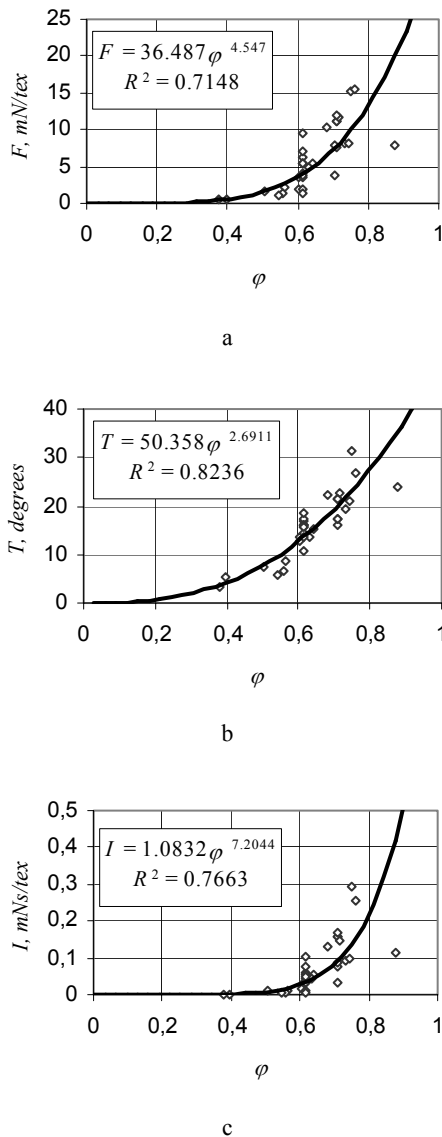 25
20
15
10
5
0
F, mN/tex
F = 36.487φ^4.547
R² = 0.7148
0 0,2 0,4 0,6 0,8 1
φ
a
40
30
20
10
0
T, degrees
T = 50.358φ^2.6911
R² = 0.8236
0 0,2 0,4 0,6 0,8 1
φ
b
0,5
0,4
0,3
0,2
0,1
0
I, mNs/tex
I = 1.0832φ^7.2044
R² = 0.7663
0 0,2 0,4 0,6 0,8 1
φ
c